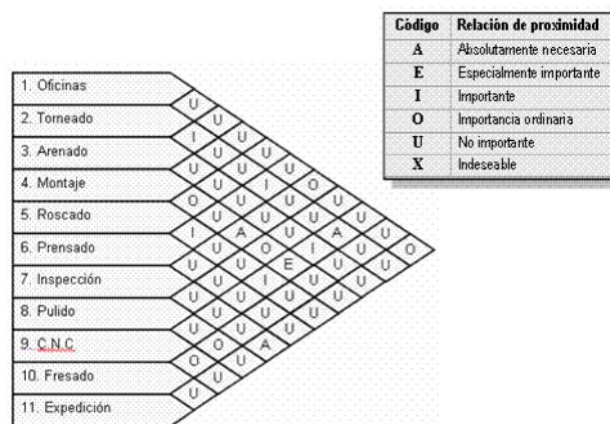 Código Relación de proximidad
A Absolutamente necesaria
E Especialmente importante
I Importante
O Importancia ordinaria
U No importante
X Indeseable
1. Oficinas
U
2. Torneado U
I U
3. Arenado U U
U U U
4. Montaje U I O
O U U U
5. Roscado U U U U
I A U A U
6. Prensado U O I U O
U U E U U
7. Inspección U I U U
U U U U
8. Pulido U U U
U U U
9. C.N.C O A
O U
10. Fresado U
U
11. Expedición